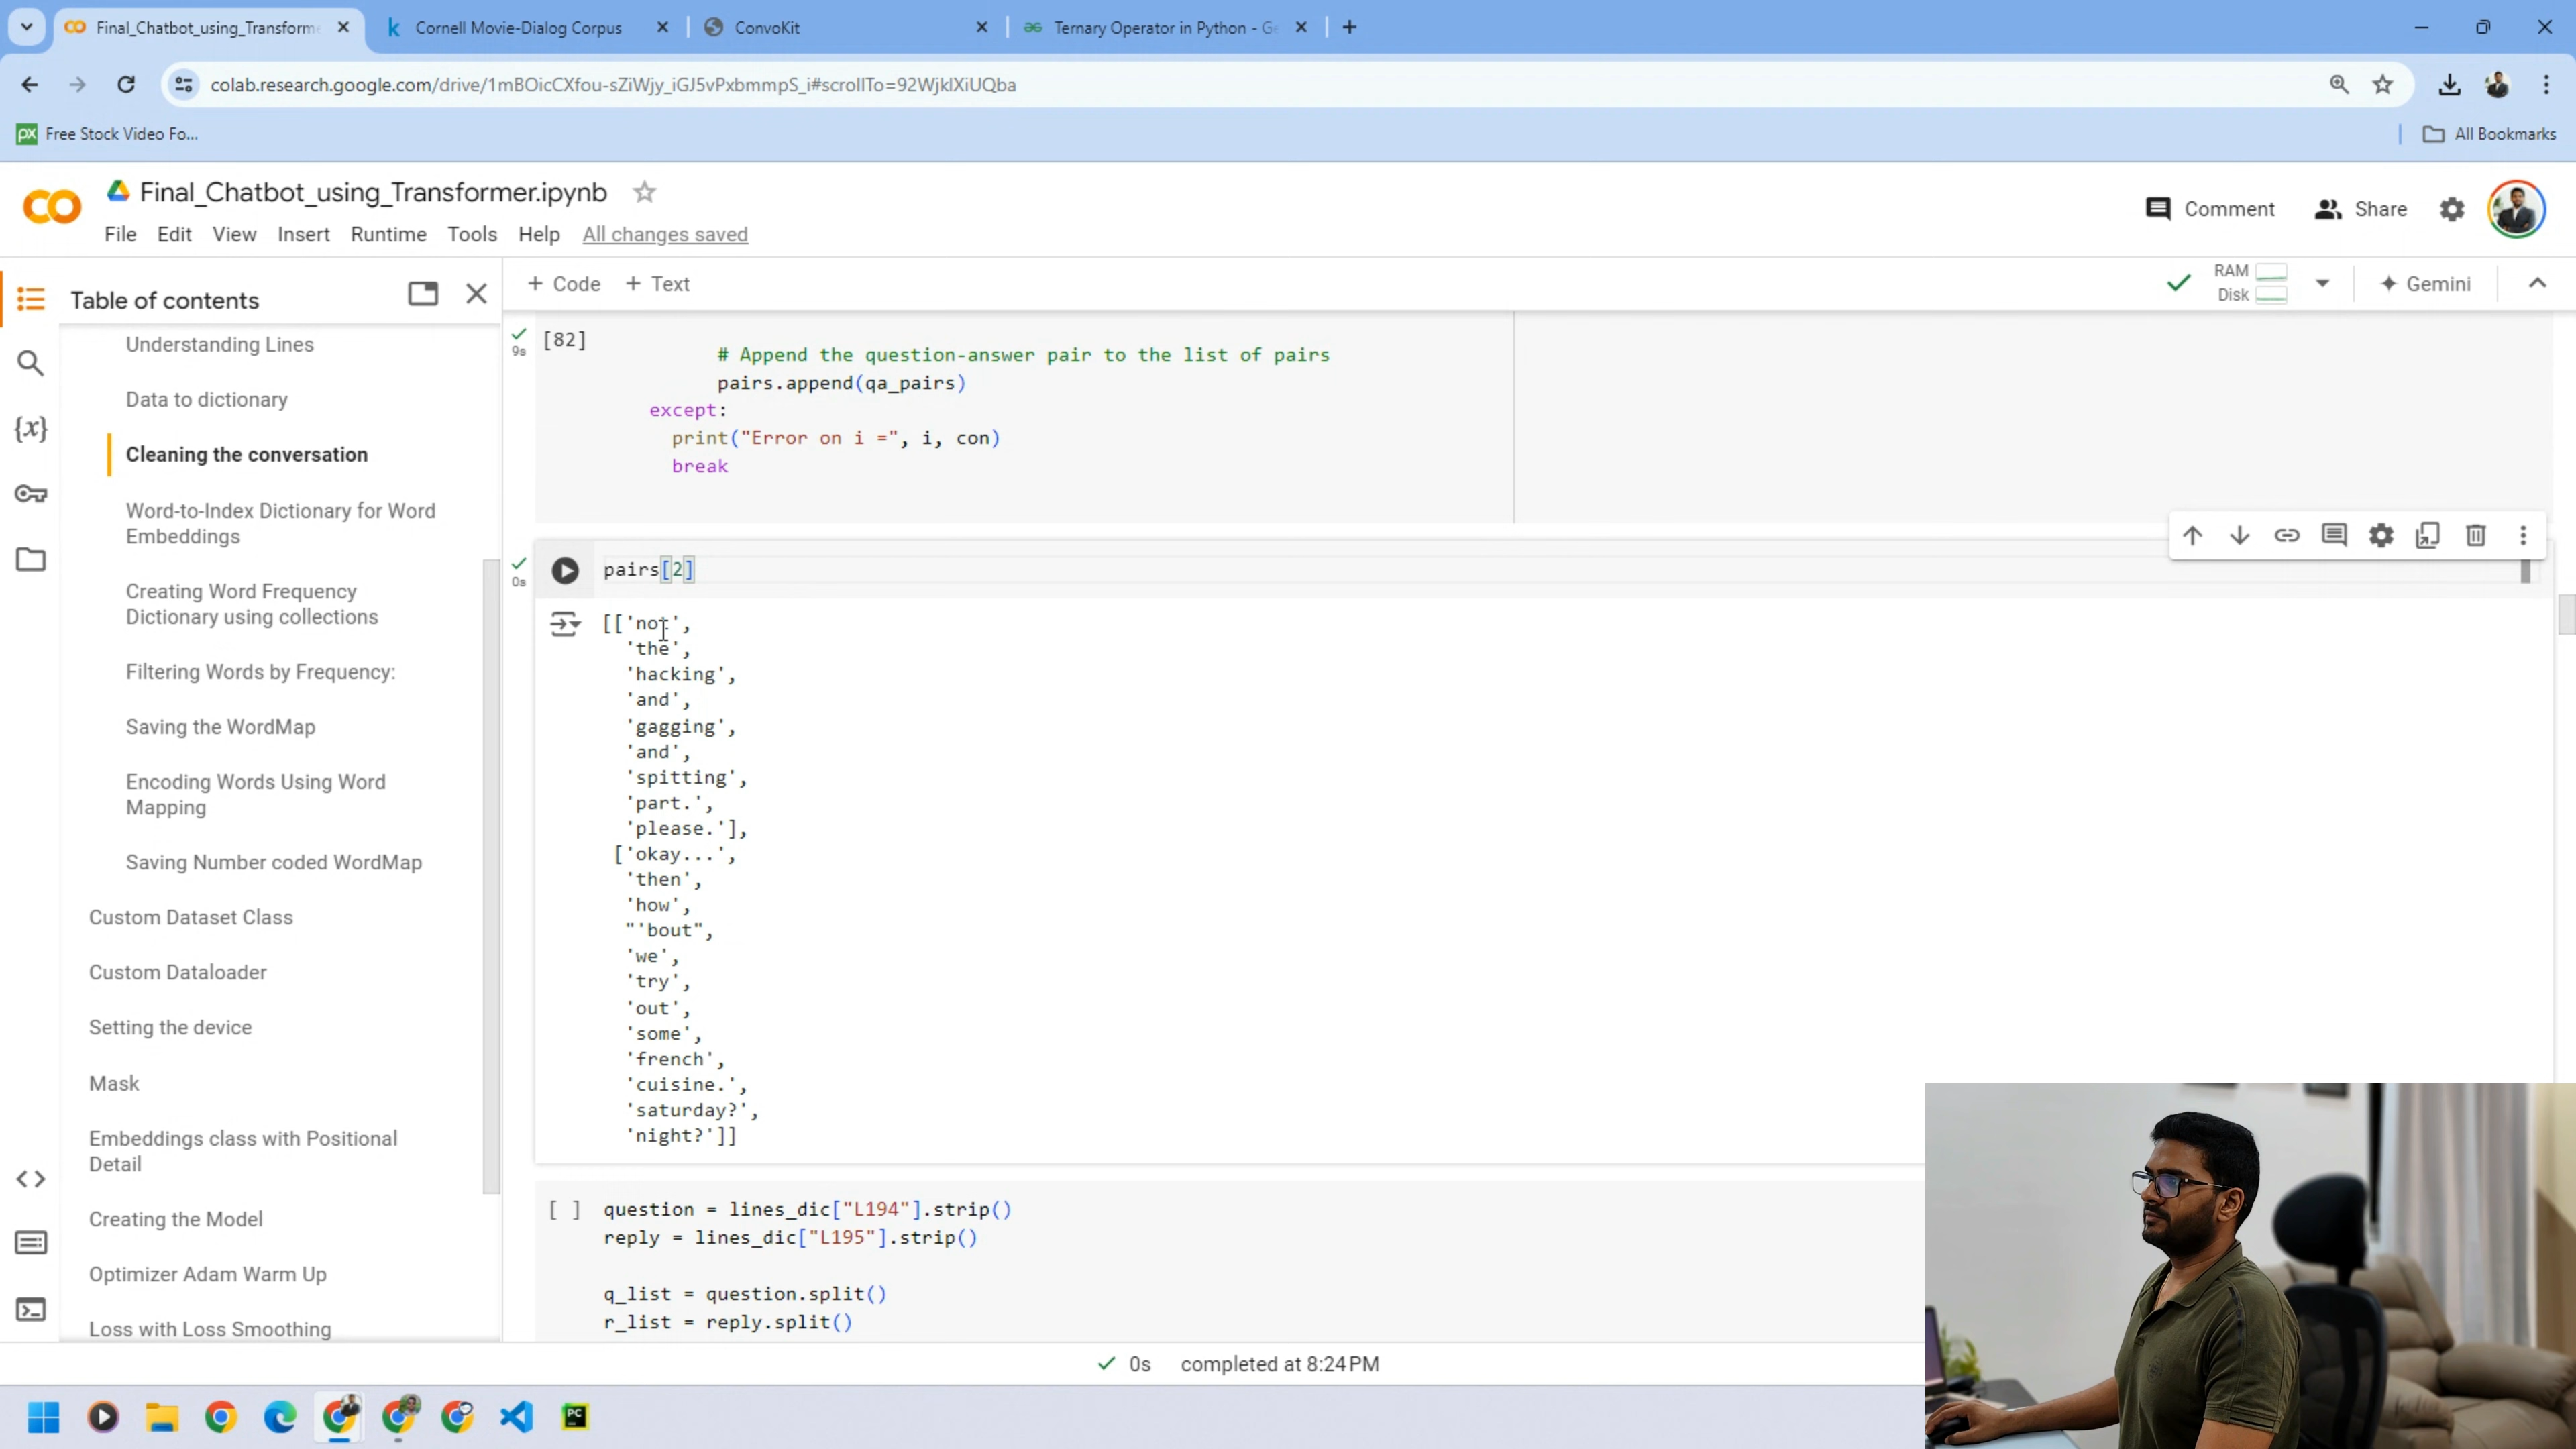 Final_Chatbot_using_Transforme
Cornell Movie-Dialog Corpus
ConvoKit
Ternary Operator in Python - Ge
colab.research.google.com/drive/1mBOicCXfou-sZiWjy_iGJ5vPxbmmpS_i#scrollTo=92WjkIXiUQba
Free Stock Video Fo...
All Bookmarks
Final_Chatbot_using_Transformer.ipynb
Comment
Share
File Edit View Insert Runtime Tools Help All changes saved
Table of contents
+ Code + Text
RAM
Disk
Gemini
Understanding Lines
Data to dictionary
Cleaning the conversation
Word-to-Index Dictionary for Word
Embeddings
Creating Word Frequency
Dictionary using collections
Filtering Words by Frequency:
Saving the WordMap
Encoding Words Using Word
Mapping
Saving Number coded WordMap
Custom Dataset Class
Custom Dataloader
Setting the device
Mask
Embeddings class with Positional
Detail
Creating the Model
Optimizer Adam Warm Up
Loss with Loss Smoothing
9s
[82]
# Append the question-answer pair to the list of pairs
pairs.append(qa_pairs)
except:
print("Error on i =", i, con)
break
0s
pairs[2]
[['not',
'the',
'hacking',
'and',
'gagging',
'and',
'spitting',
'part.',
'please.'],
['okay...',
'then',
'how',
"'bout",
'we',
'try',
'out',
'some',
'french',
'cuisine.',
'saturday?',
'night?']]
[ ]
question = lines_dic["L194"].strip()
reply = lines_dic["L195"].strip()
q_list = question.split()
r_list = reply.split()
0s completed at 8:24 PM
PC